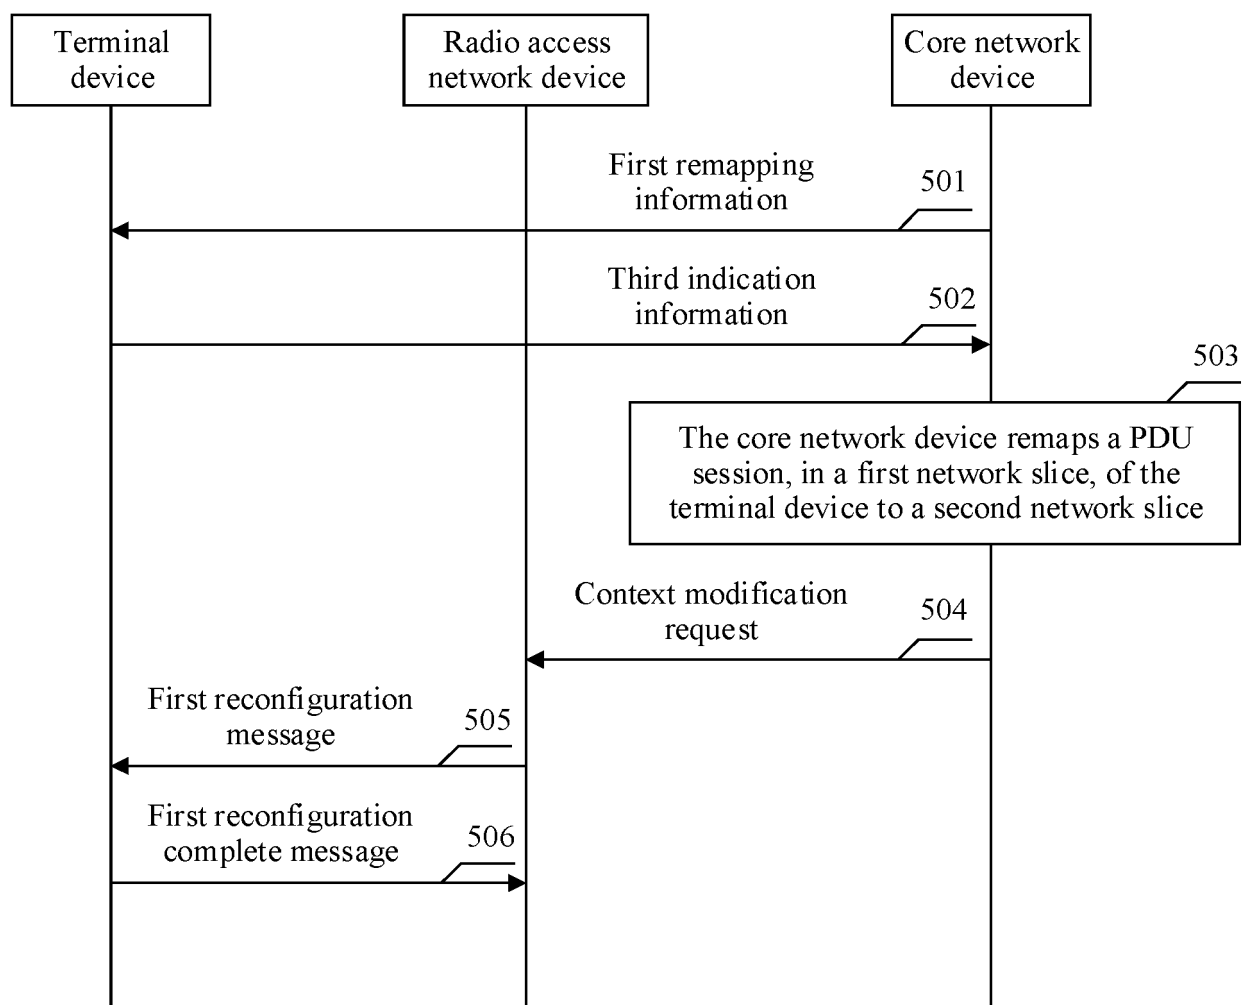 Terminal
device
Radio access
network device
Core network
device
First remapping
information
501
Third indication
information
502
503
The core network device remaps a PDU
session, in a first network slice, of the
terminal device to a second network slice
Context modification
request
504
First reconfiguration
message
505
First reconfiguration
complete message
506